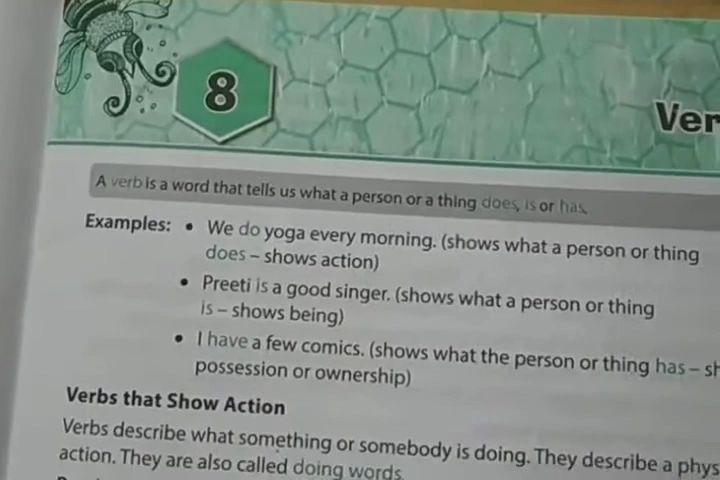 8
A verb is a word that tells us what a person or a thing does, is or has.
Examples: • We do yoga every morning. (shows what a person or thing
does – shows action)
• Preeti is a good singer. (shows what a person or thing
is – shows being)
• I have a few comics. (shows what the person or thing has –
possession or ownership)
Verbs that Show Action
Verbs describe what something or somebody is doing. They describe a
action. They are also called doing words.